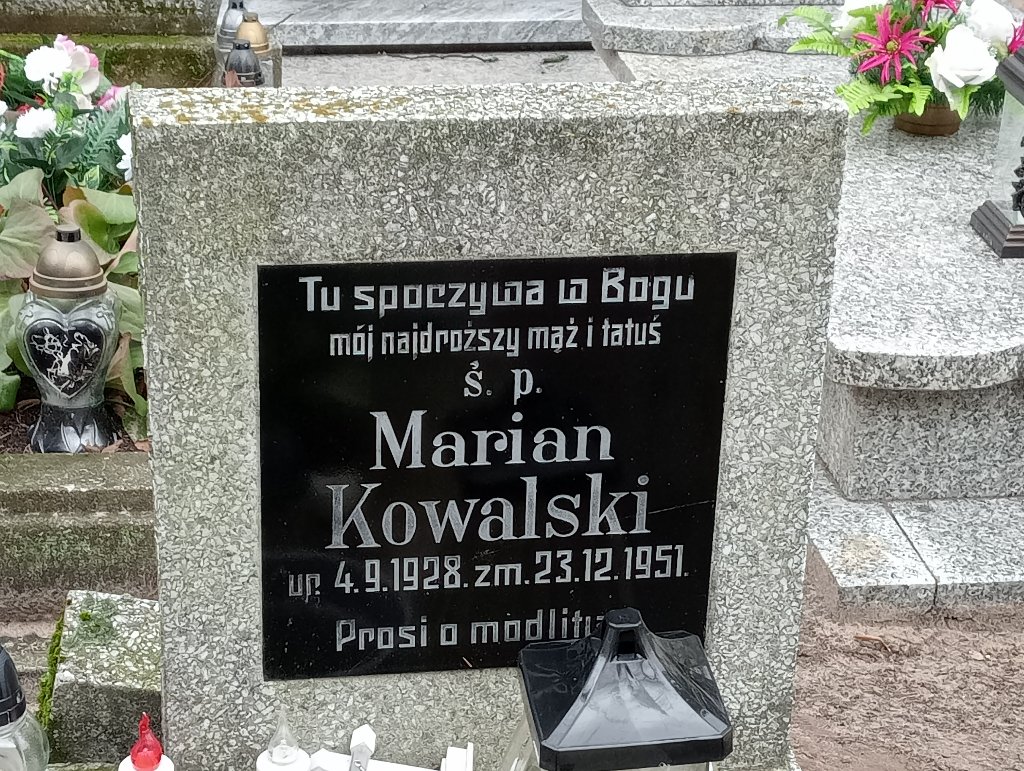 Tu spoczywa w Bogu
mój najdroższy mąż i tatuś
ś. p.
Marian
Kowalski
ur. 4.9.1928. zm. 23.12.1951.
Prosi o